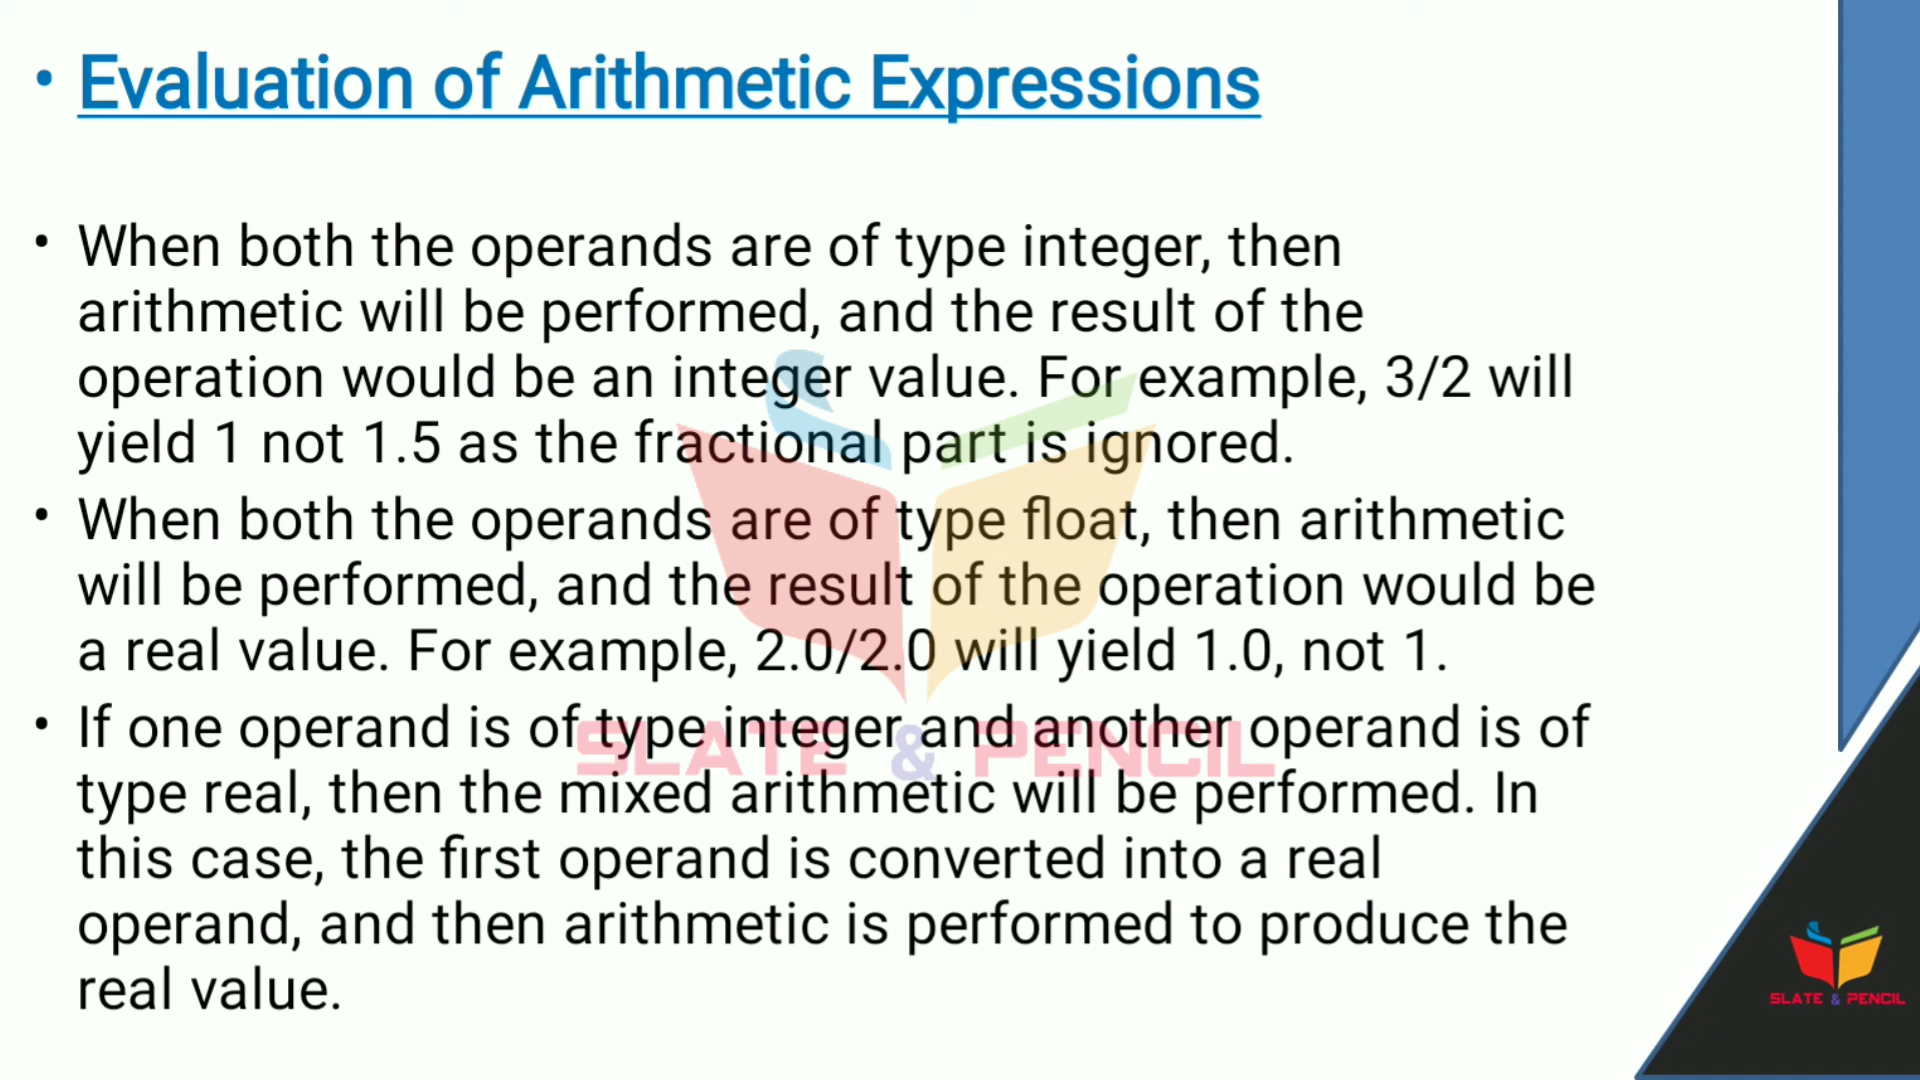 • Evaluation of Arithmetic Expressions
• When both the operands are of type integer, then
arithmetic will be performed, and the result of the
operation would be an integer value. For example, 3/2 will
yield 1 not 1.5 as the fractional part is ignored.
• When both the operands are of type float, then arithmetic
will be performed, and the result of the operation would be
a real value. For example, 2.0/2.0 will yield 1.0, not 1.
• If one operand is of type integer and another operand is of
type real, then the mixed arithmetic will be performed. In
this case, the first operand is converted into a real
operand, and then arithmetic is performed to produce the
real value.
SLATE & PENCIL
SLATE & PENCIL